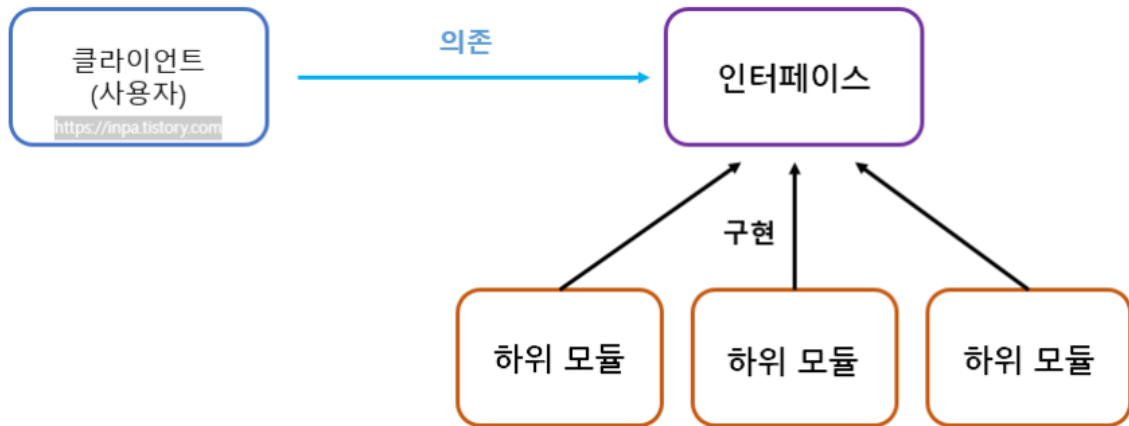 클라이언트
(사용자)
https://inpa.tistory.com
의존
인터페이스
구현
하위 모듈
하위 모듈
하위 모듈